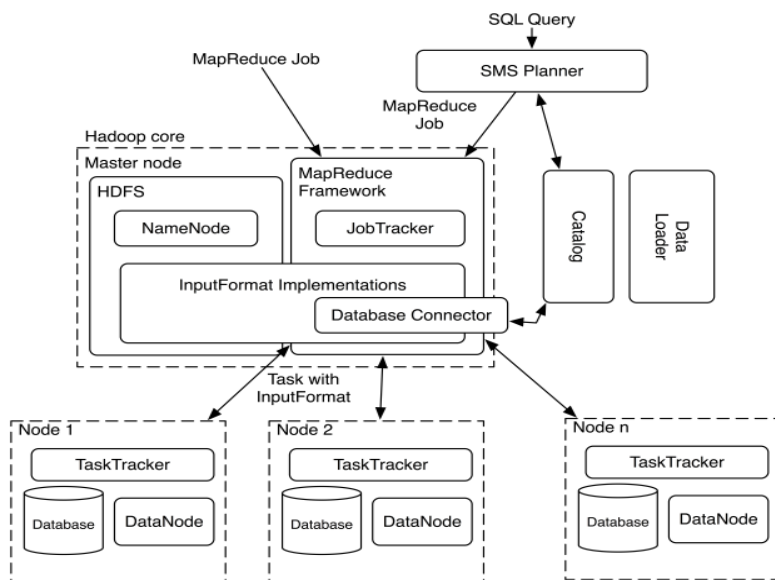 SQL Query
SMS Planner
MapReduce Job
MapReduce
Job
Hadoop core
Master node
HDFS
MapReduce
Framework
NameNode
JobTracker
InputFormat Implementations
Database Connector
Catalog
Data
Loader
Task with
InputFormat
Node 1
TaskTracker
Database
DataNode
Node 2
TaskTracker
Database
DataNode
Node n
TaskTracker
Database
DataNode